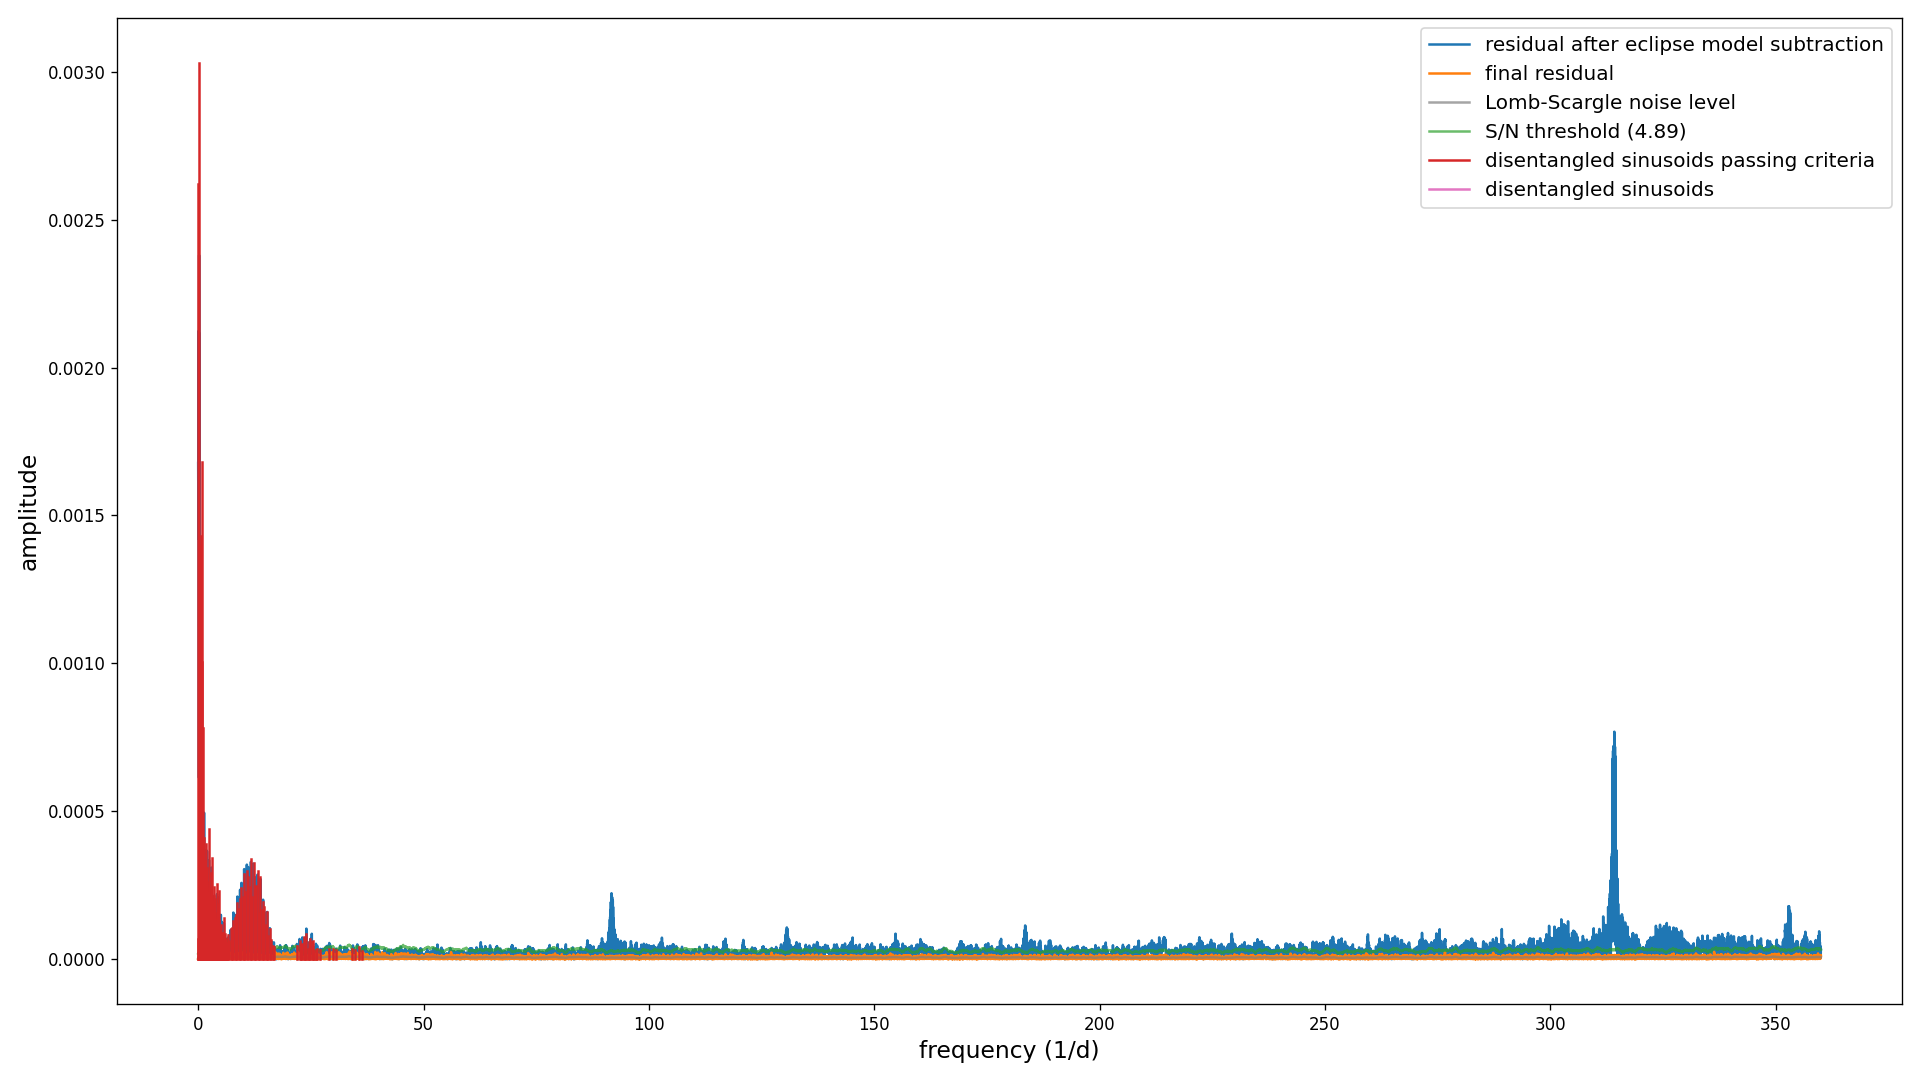 residual after eclipse model subtraction
final residual
Lomb-Scargle noise level
S/N threshold (4.89)
disentangled sinusoids passing criteria
disentangled sinusoids
0.0030
0.0025
0.0020
0.0015
0.0010
0.0005
0.0000
amplitude
0 50 100 150 200 250 300 350
frequency (1/d)